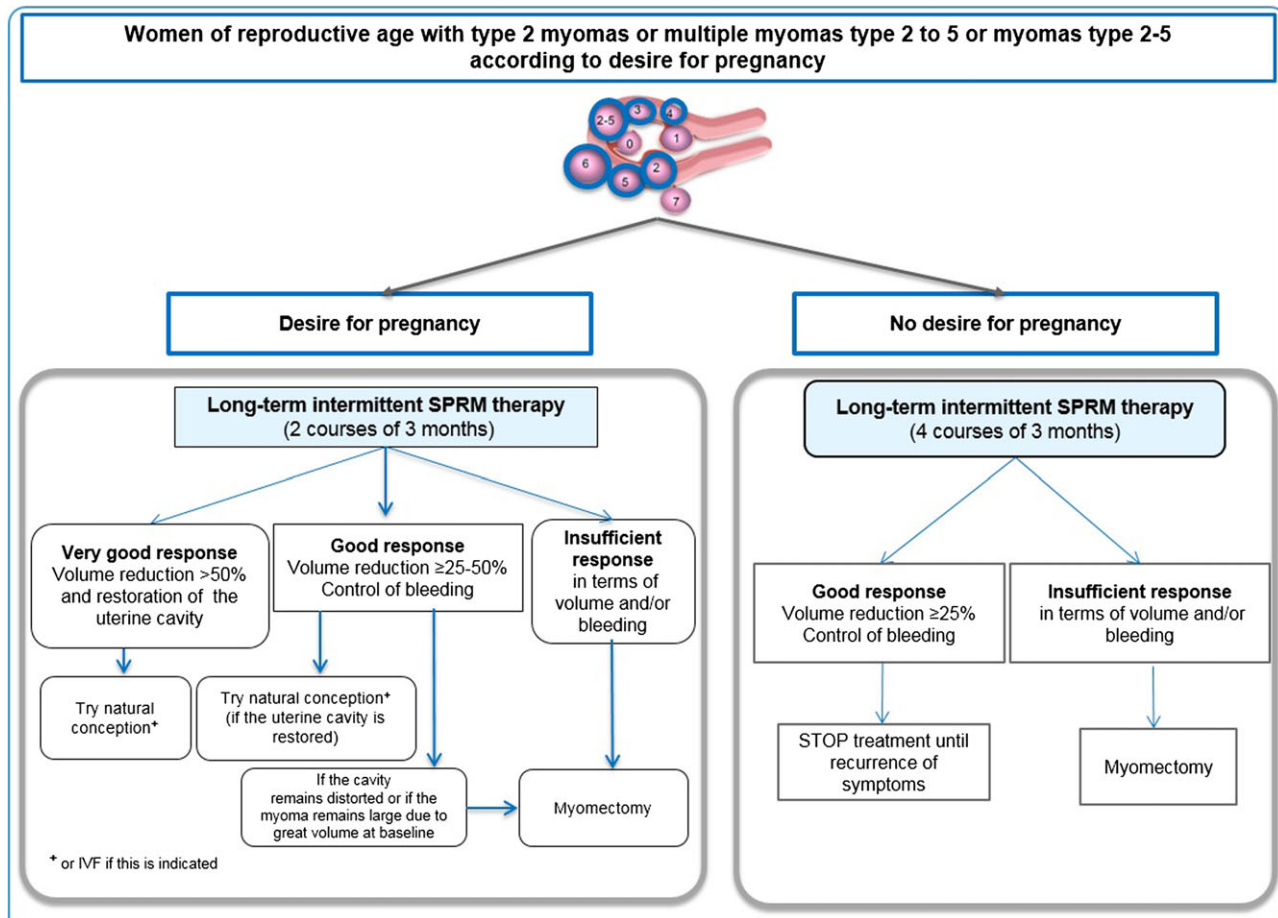 Women of reproductive age with type 2 myomas or multiple myomas type 2 to 5 or myomas type 2-5
according to desire for pregnancy
2-5
3
4
0
1
6
5
2
7
Desire for pregnancy
No desire for pregnancy
Long-term intermittent SPRM therapy
(2 courses of 3 months)
Very good response
Volume reduction >50%
and restoration of the
uterine cavity
Good response
Volume reduction ≥25-50%
Control of bleeding
Insufficient
response
in terms of
volume and/or
bleeding
Try natural
conception⁺
Try natural conception⁺
(if the uterine cavity is
restored)
If the cavity
remains distorted or if the
myoma remains large due to
great volume at baseline
Myomectomy
⁺ or IVF if this is indicated
Long-term intermittent SPRM therapy
(4 courses of 3 months)
Good response
Volume reduction ≥25%
Control of bleeding
Insufficient response
in terms of volume and/or
bleeding
STOP treatment until
recurrence of
symptoms
Myomectomy